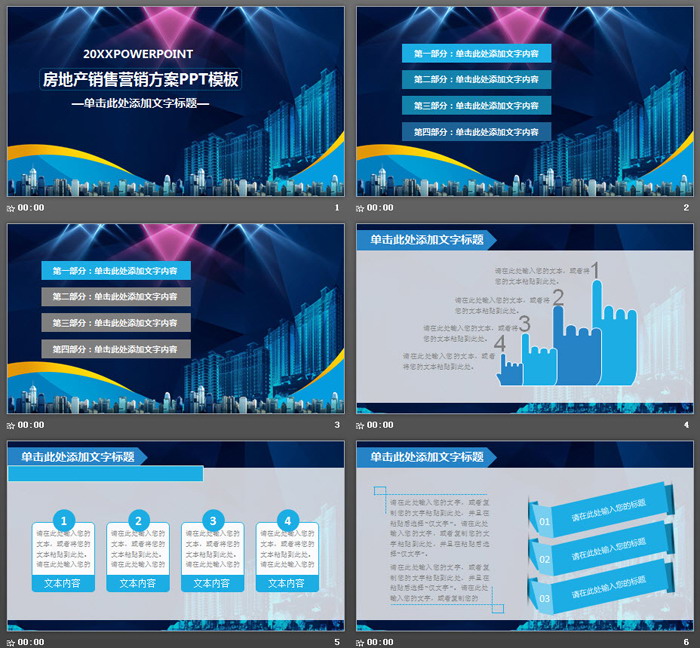 20XXPOWERPOINT
房地产销售营销方案PPT模板
—单击此处添加文字标题—
00:00
1
第一部分：单击此处添加文字内容
第二部分：单击此处添加文字内容
第三部分：单击此处添加文字内容
第四部分：单击此处添加文字内容
00:00
2
第一部分：单击此处添加文字内容
第二部分：单击此处添加文字内容
第三部分：单击此处添加文字内容
第四部分：单击此处添加文字内容
00:00
3
单击此处添加文字标题
1
请在此处输入您的文本，或者将
您的文本粘贴到此处。
2
请在此处输入您的文本，或者将
您的文本粘贴到此处。
3
请在此处输入您的文本，或者将
您的文本粘贴到此处。
4
请在此处输入您的文本，或者
将您的文本粘贴到此处。
00:00
4
单击此处添加文字标题
1
请在此处输入您的
文本，或者将您的
文本粘贴到此处。
请在此处输入您的
文本内容
2
请在此处输入您的
文本，或者将您的
文本粘贴到此处。
请在此处输入您的
文本内容
3
请在此处输入您的
文本，或者将您的
文本粘贴到此处。
请在此处输入您的
文本内容
4
请在此处输入您的
文本，或者将您的
文本粘贴到此处。
请在此处输入您的
文本内容
00:00
5
单击此处添加文字标题
请在此处输入您的文字，或者复
制您的文字粘贴到此处，并且在
粘贴后选择“仅文字”。请在此处
输入您的文字，或者复制您的文
字粘贴到此处，并且在粘贴后选
择“仅文字”。
请在此处输入您的文字，或者复
制您的文字粘贴到此处，并且在
粘贴后选择“仅文字”。请在此处
输入您的文字，或者复制您的
01
请在此处输入您的标题
02
请在此处输入您的标题
03
请在此处输入您的标题
00:00
6